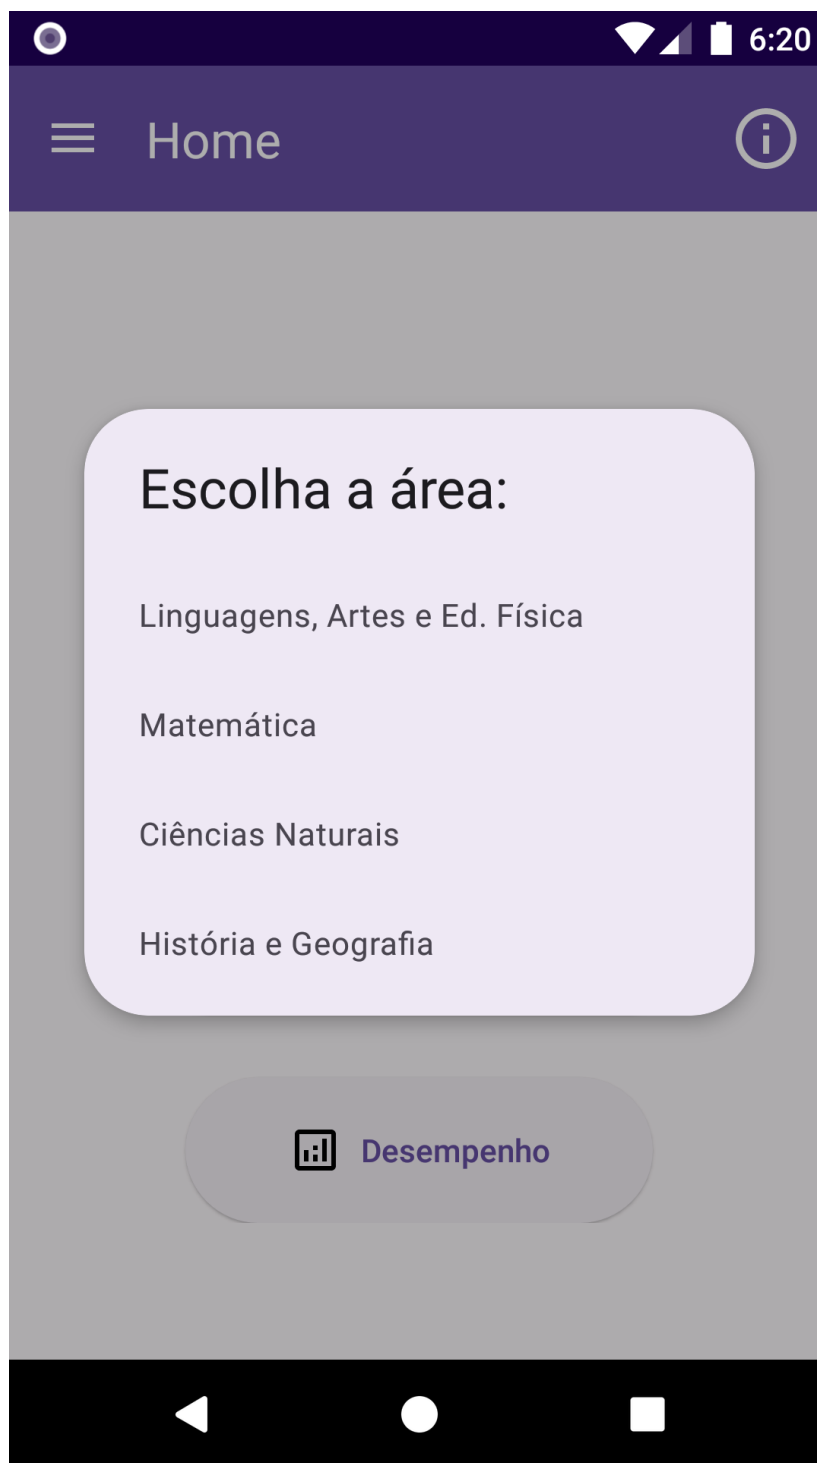 6:20
Home
Escolha a área:
Linguagens, Artes e Ed. Física
Matemática
Ciências Naturais
História e Geografia
Desempenho